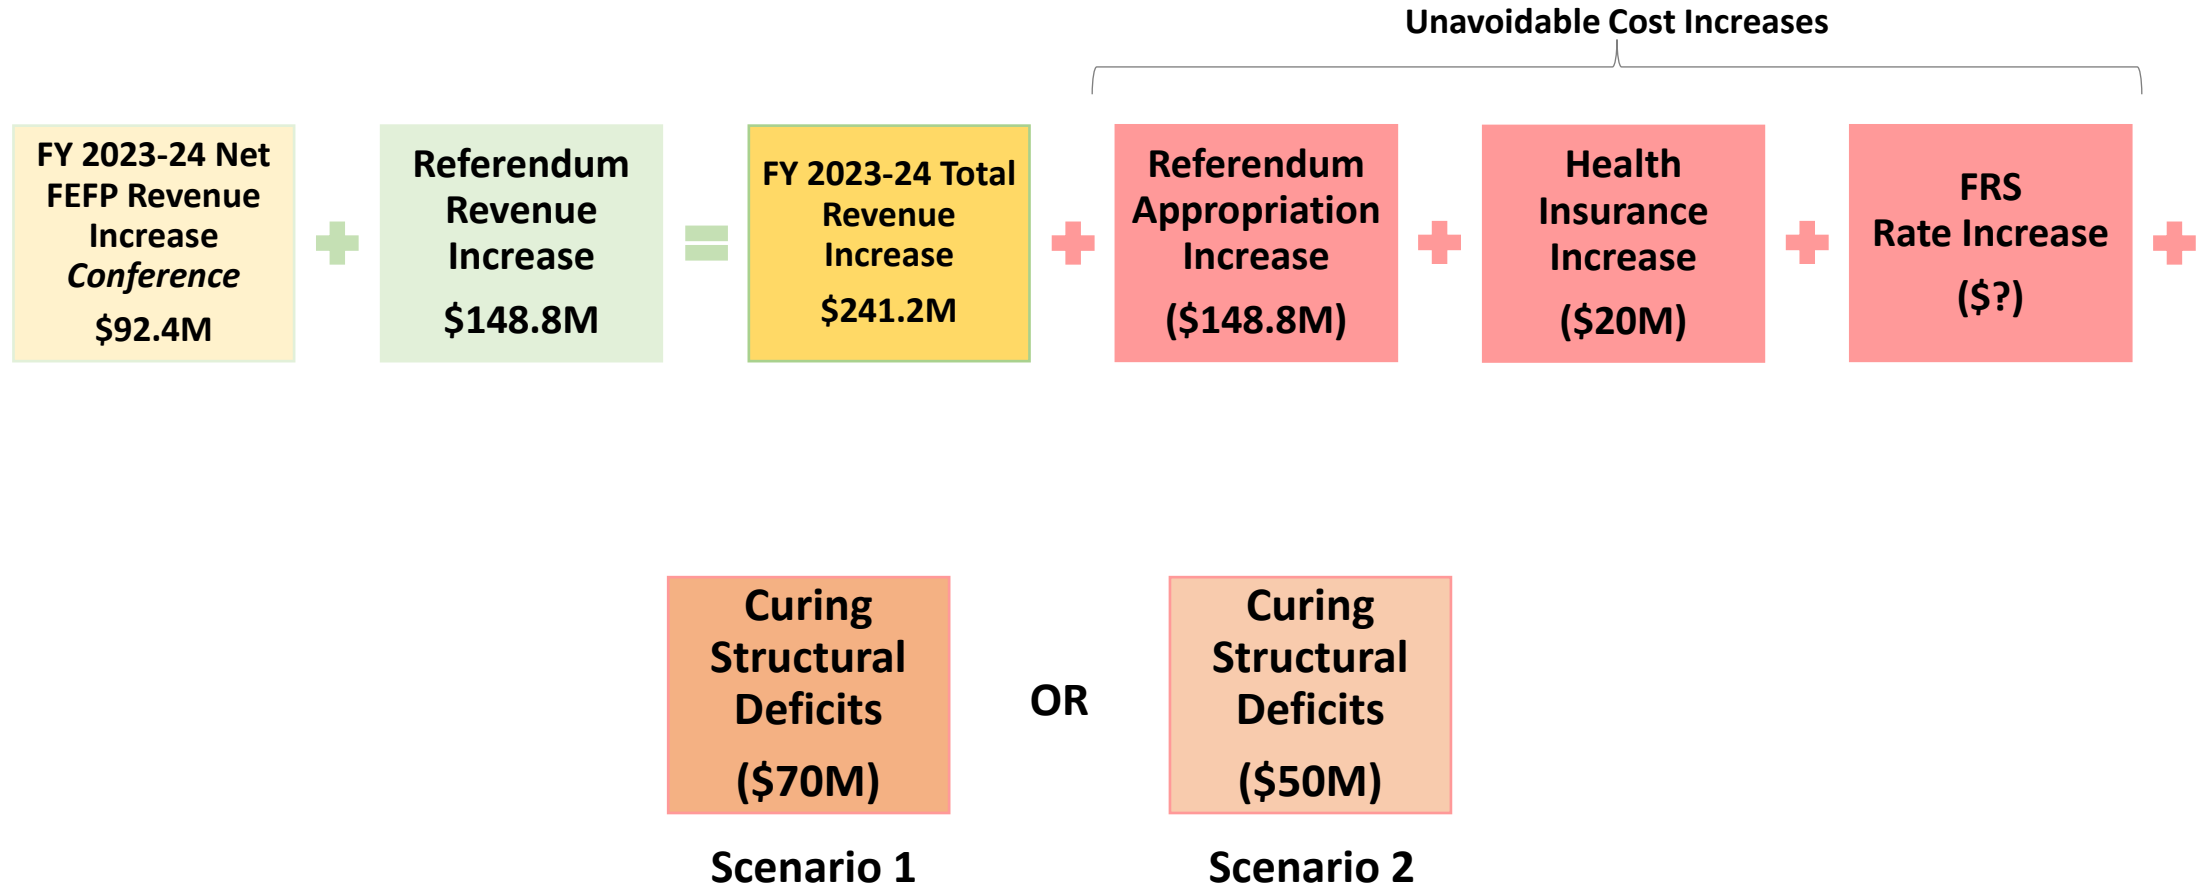 Unavoidable Cost Increases
FY 2023-24 Net
FEFP Revenue
Increase
Conference
$92.4M
Referendum
Revenue
Increase
$148.8M
FY 2023-24 Total
Revenue
Increase
$241.2M
Referendum
Appropriation
Increase
($148.8M)
Health
Insurance
Increase
($20M)
FRS
Rate Increase
($?)
Curing
Structural
Deficits
($70M)
Scenario 1
OR
Curing
Structural
Deficits
($50M)
Scenario 2